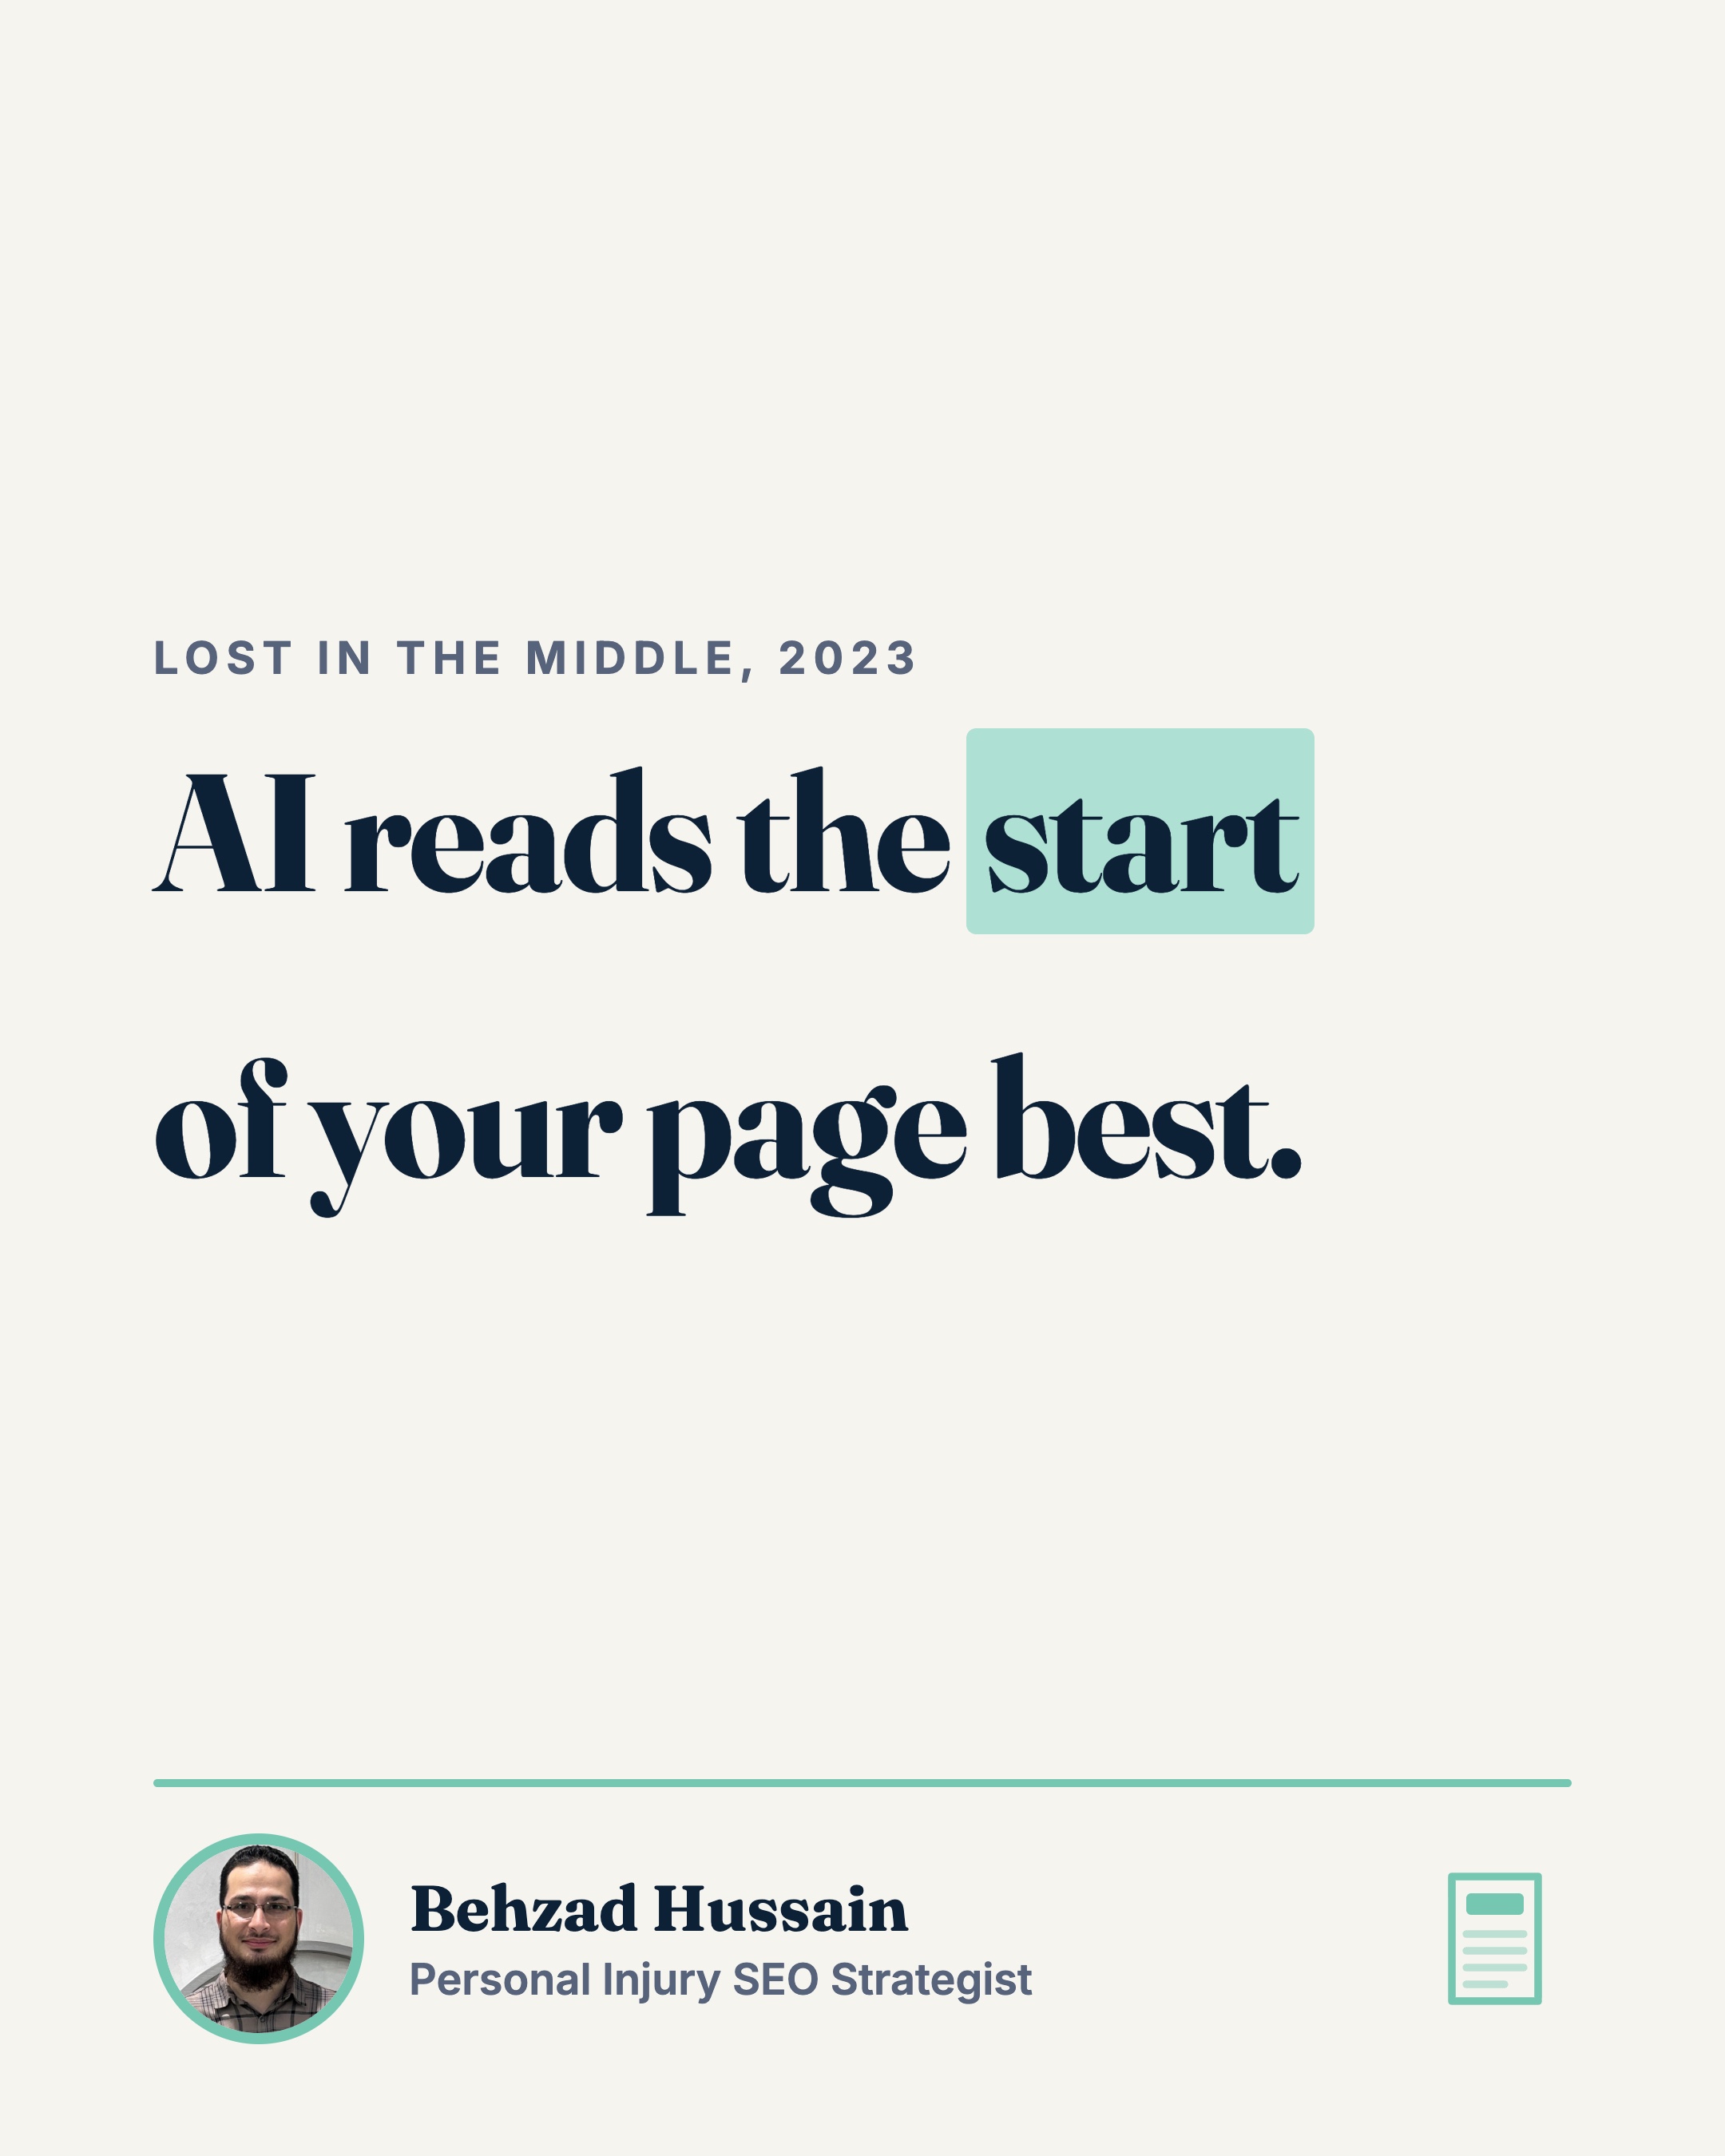 LOST IN THE MIDDLE, 2023
AI reads the start
of your page best.
Behzad Hussain
Personal Injury SEO Strategist